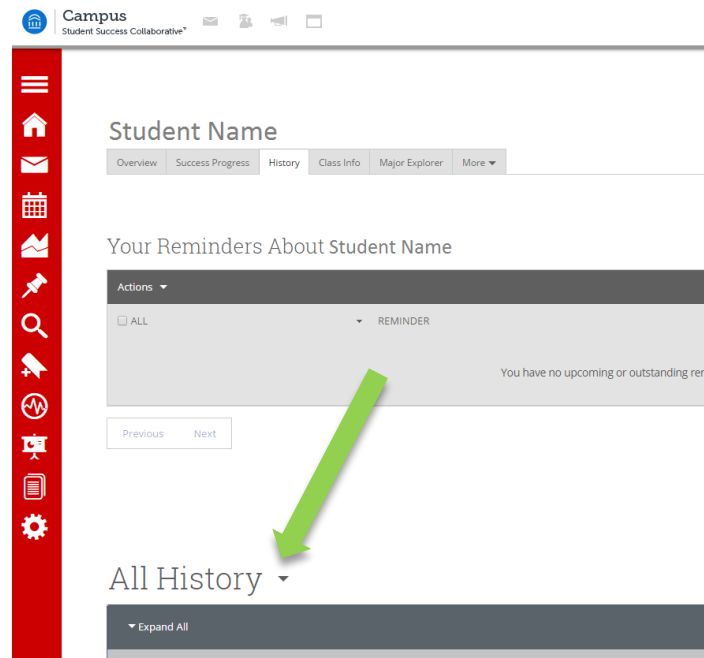 Campus
Student Success Collaborative
Student Name
Overview Success Progress History Class Info Major Explorer More
Your Reminders About Student Name
Actions
ALL REMINDER
You have no upcoming or outstanding rem
Previous Next
All History
Expand All